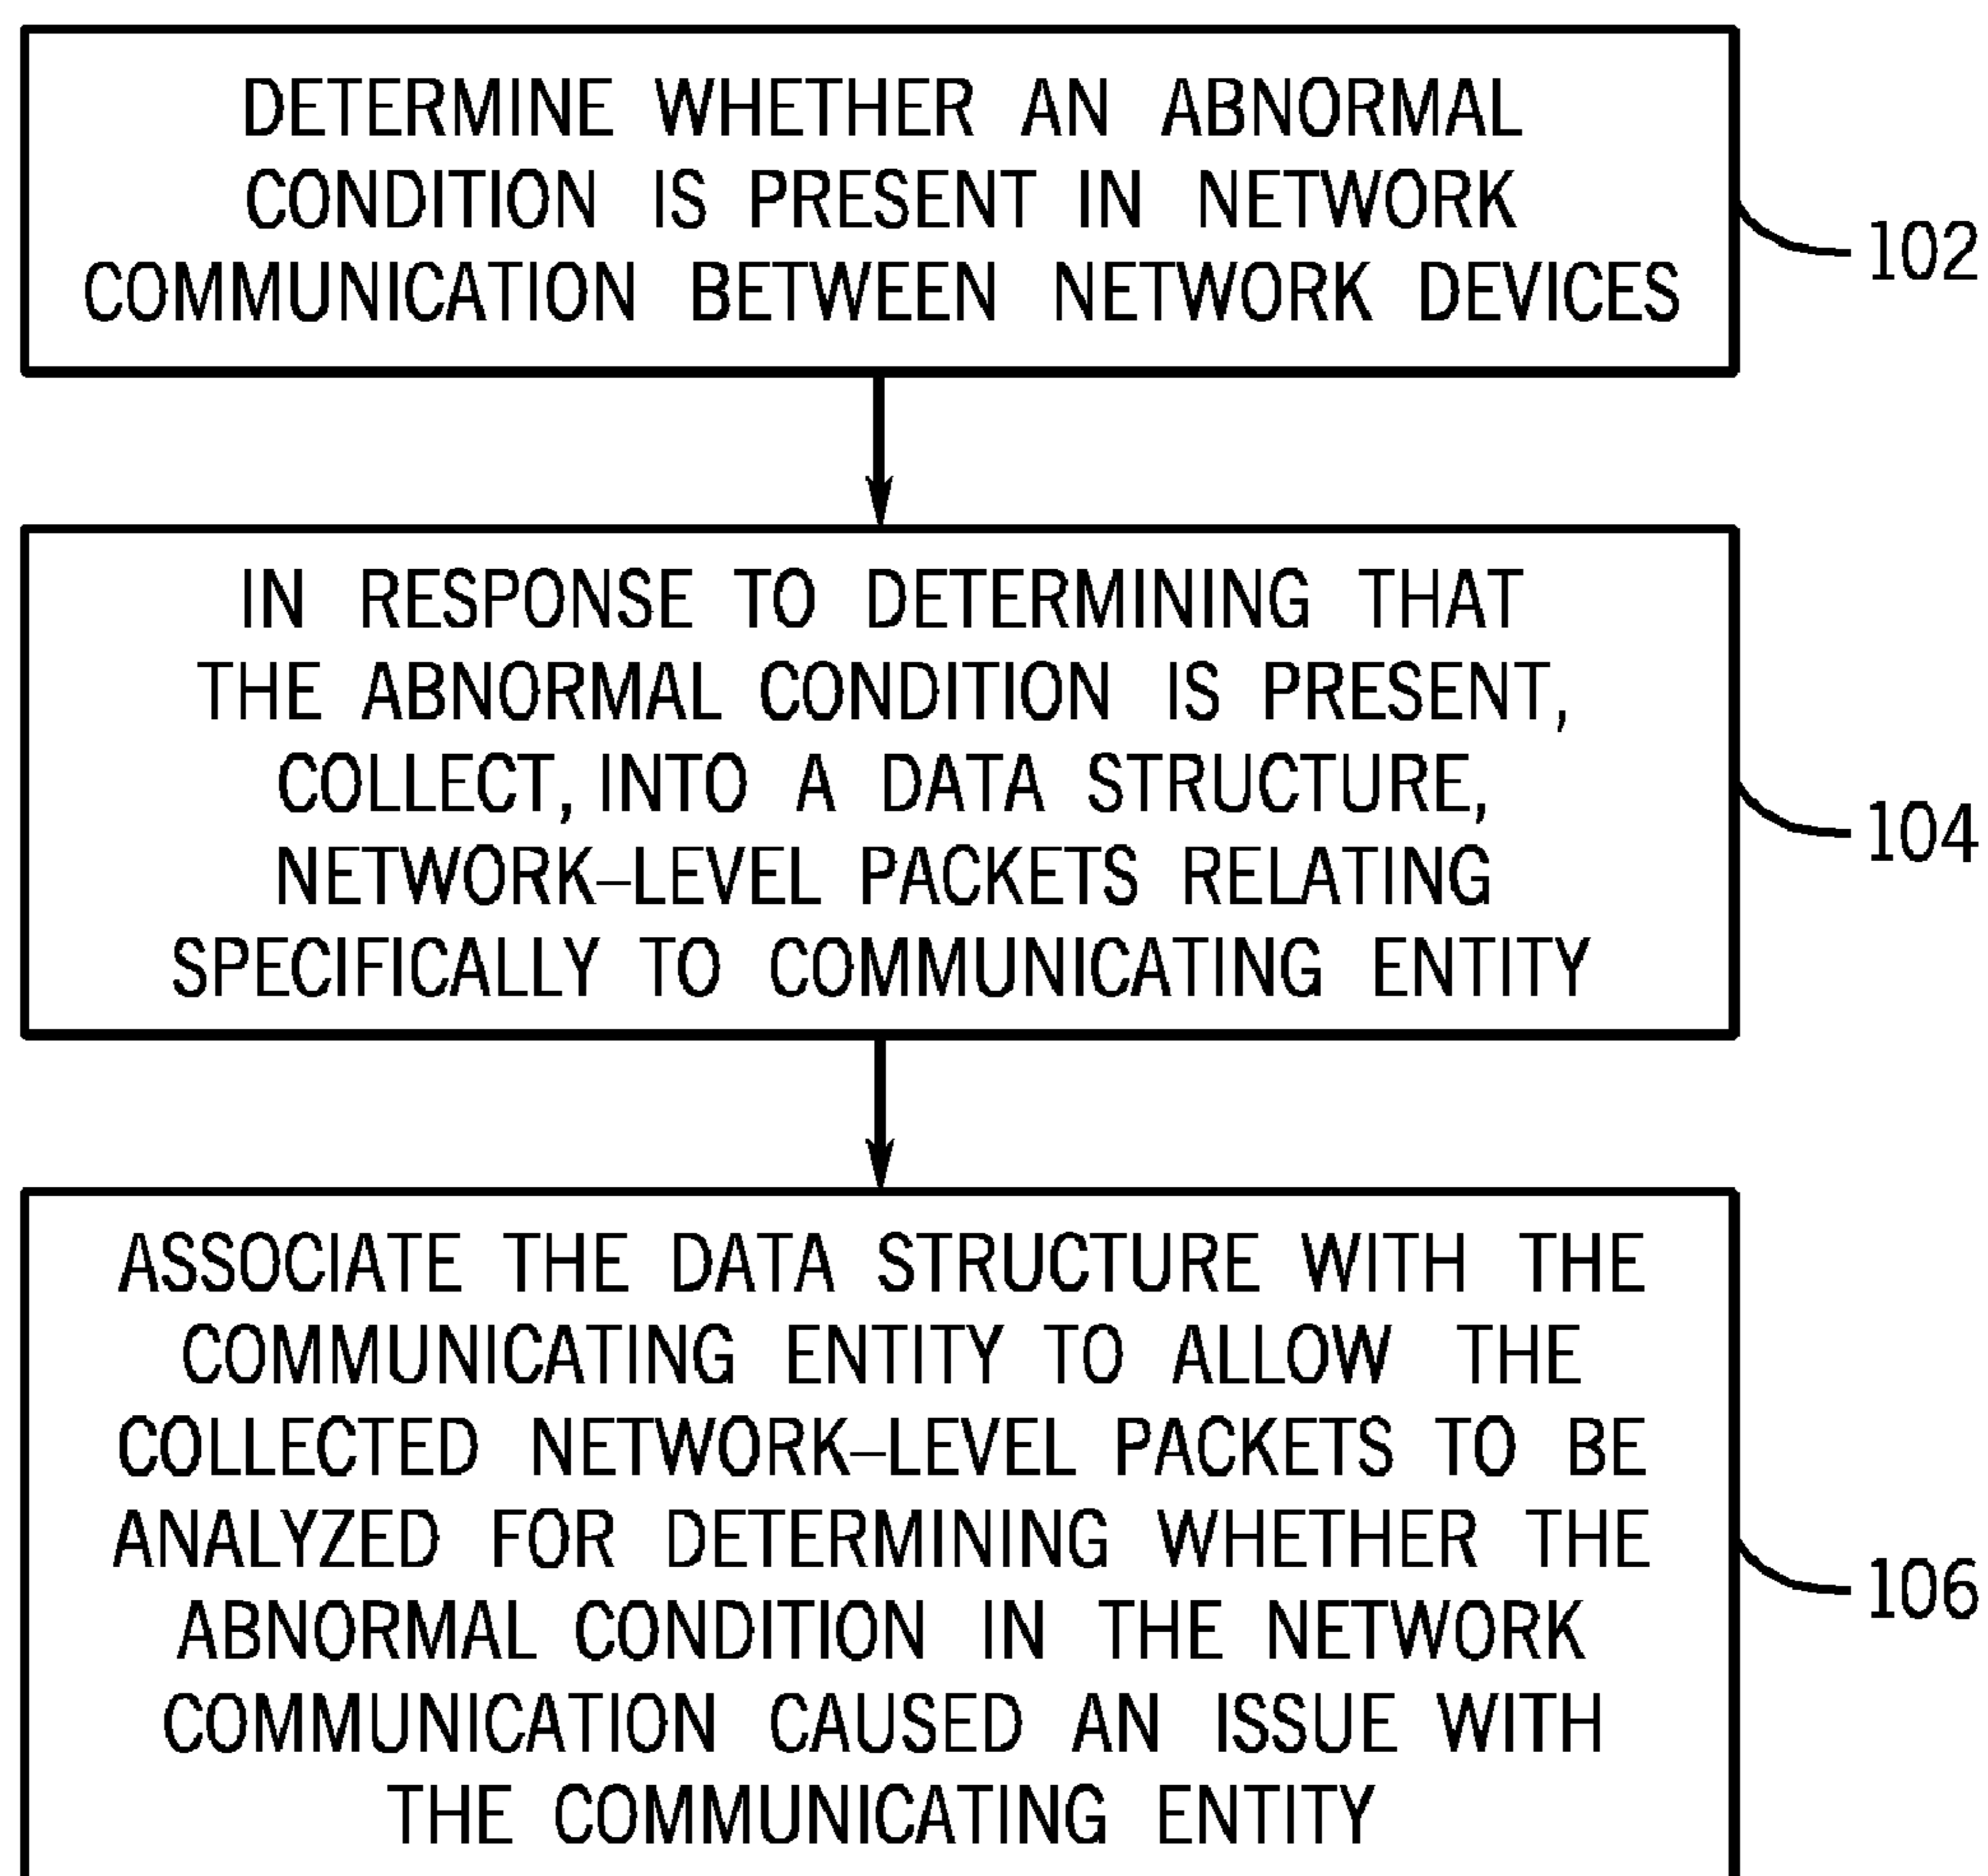 DETERMINE WHETHER AN ABNORMAL
CONDITION IS PRESENT IN NETWORK
COMMUNICATION BETWEEN NETWORK DEVICES
102
IN RESPONSE TO DETERMINING THAT
THE ABNORMAL CONDITION IS PRESENT,
COLLECT, INTO A DATA STRUCTURE,
NETWORK–LEVEL PACKETS RELATING
SPECIFICALLY TO COMMUNICATING ENTITY
104
ASSOCIATE THE DATA STRUCTURE WITH THE
COMMUNICATING ENTITY TO ALLOW THE
COLLECTED NETWORK–LEVEL PACKETS TO BE
ANALYZED FOR DETERMINING WHETHER THE
ABNORMAL CONDITION IN THE NETWORK
COMMUNICATION CAUSED AN ISSUE WITH
THE COMMUNICATING ENTITY
106